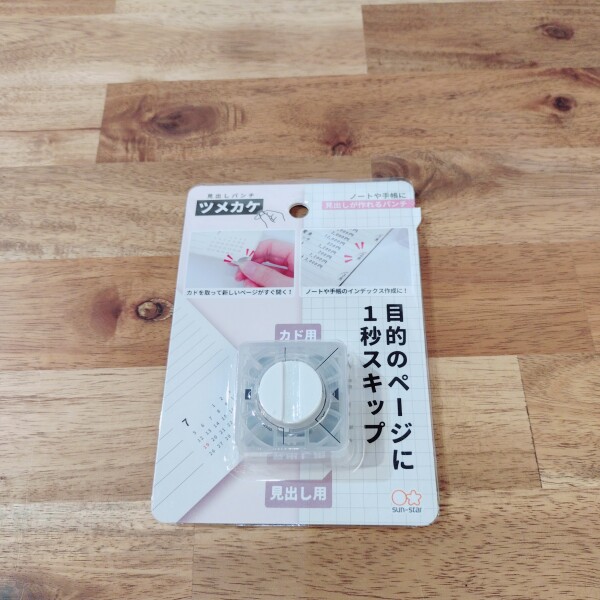 見出しパンチ
ツメカケ
ノートや手帳に
見出しが作れるパンチ
カドを取って新しいページがすぐ開く!
ノートや手帳のインデックス作成に!
目的のページに
1秒スキップ
カド用
7
見出し用
sun-star